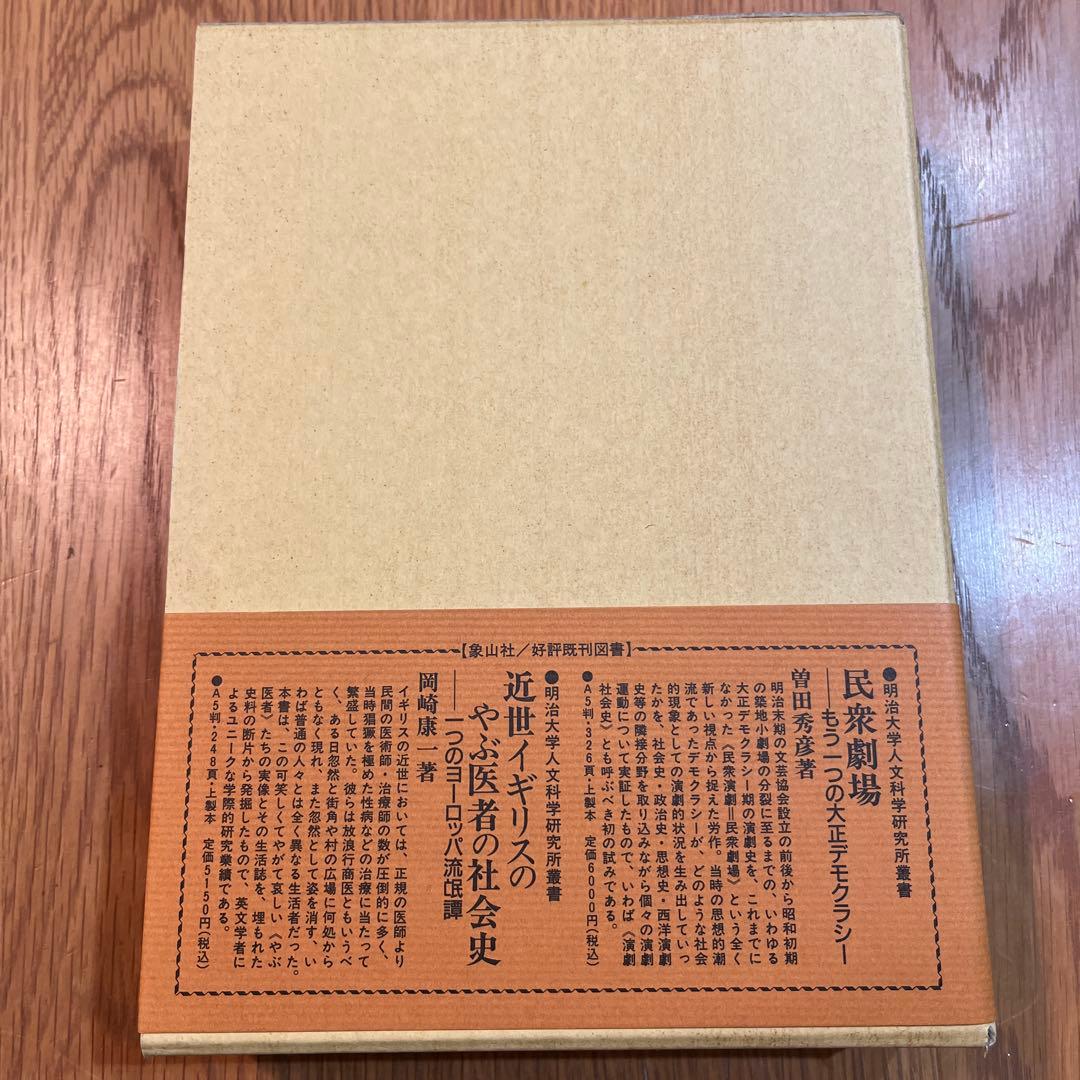 【象山社／好評既刊図書】
●明治大学人文科学研究所叢書
民衆劇場
――もう一つの大正デモクラシー
曽田秀彦著
明治末期の文芸協会設立の前後から昭和初期
の築地小劇場の分裂に至るまでの、いわゆる
大正デモクラシー期の演劇史を、これまでに
なかった《民衆演劇＝民衆劇場》という全く
新しい視点から捉えた労作。当時の思想的潮
流であったデモクラシーが、どのような社会
的現象としての演劇的状況を生み出していっ
たかを、社会史・政治史・思想史・西洋演劇
史等の隣接分野を取り込みながら個々の演劇
運動について実証したもので、いわば《演劇
社会史》とも呼ぶべき初の試みである。
●A5判・326頁・上製本　定価6000円(税込)
●明治大学人文科学研究所叢書
近世イギリスの
やぶ医者の社会史
――一つのヨーロッパ流氓譚
岡崎康一著
イギリスの近世においては、正規の医師より
民間の医術師・治療師の数が圧倒的に多く、
当時猖獗を極めた性病などの治療に当たって
繁盛していた。彼らは放浪行商医ともいうべ
く、ある日忽然と街角や村の広場に何処から
ともなく現れ、また忽然として姿を消す、い
わば普通の人々とは全く異なる生活者だった。
本書は、この可笑しくてやがて哀しい《やぶ
医者》たちの実像とその生活誌を、埋もれた
史料の断片から発掘したもので、英文学者に
よるユニークな学際的研究業績である。
●A5判・248頁・上製本　定価5150円(税込)